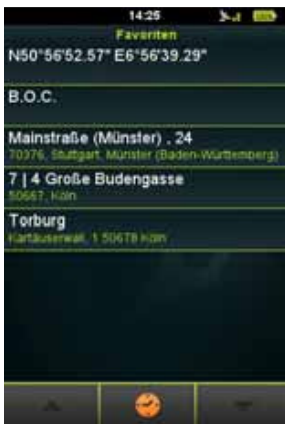 14:25
Favoriten
N50°56'52.57" E6°56'39.29"
B.O.C.
Mainstraße (Münster) , 24
70376, Stuttgart, Münster (Baden-Württemberg)
7 | 4 Große Budengasse
50667, Köln
Torburg
Kartäuserwall, 1 50678 Köln